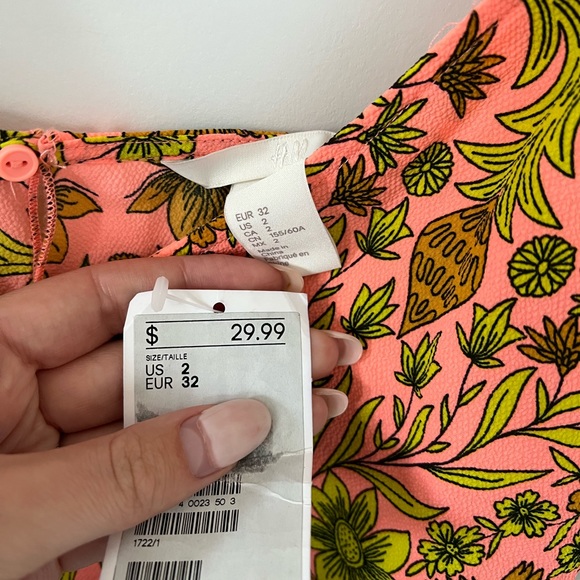 EUR 32
US 2
CA 2
CN 155/60A
MX 2
Made in
China
Fabriqué en
$ 29.99
SIZE/TAILLE
US 2
EUR 32
4 0023 50 3
1722/1